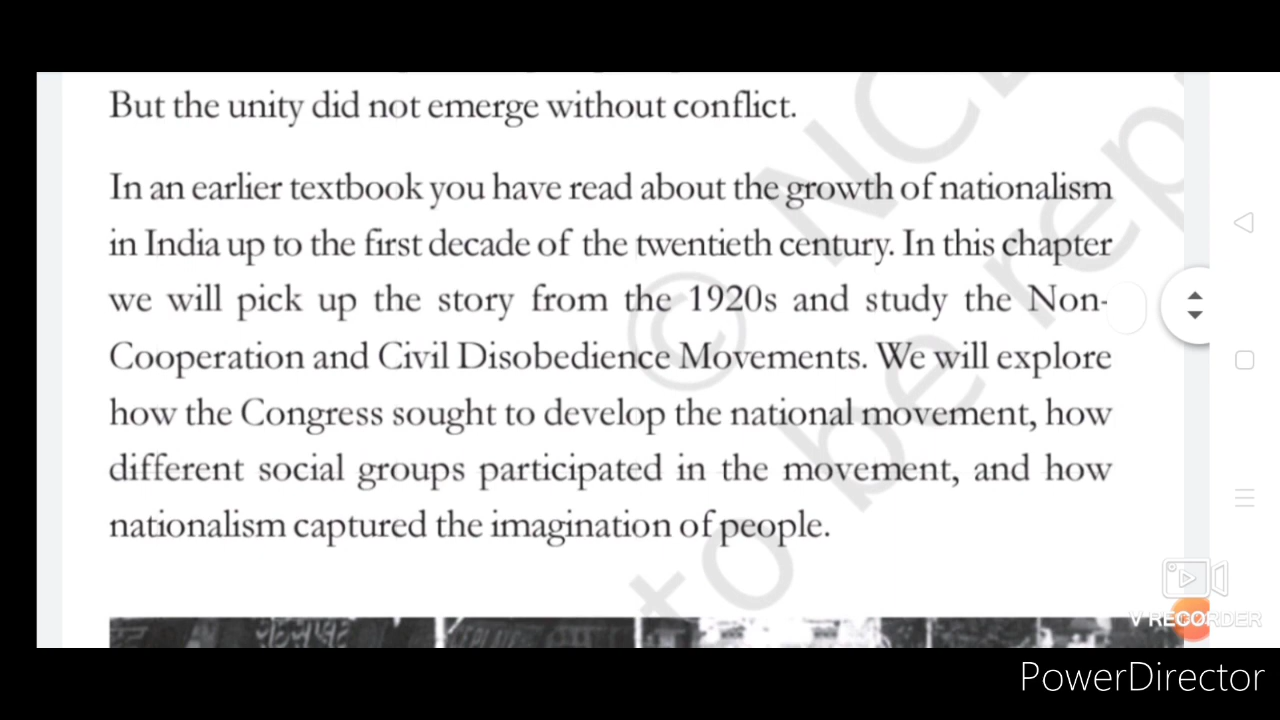 But the unity did not emerge without conflict.
In an earlier textbook you have read about the growth of nationalism
in India up to the first decade of the twentieth century. In this chapter
we will pick up the story from the 1920s and study the Non-
Cooperation and Civil Disobedience Movements. We will explore
how the Congress sought to develop the national movement, how
different social groups participated in the movement, and how
nationalism captured the imagination of people.
© NCE
to be rep
V RECORDER
PowerDirector